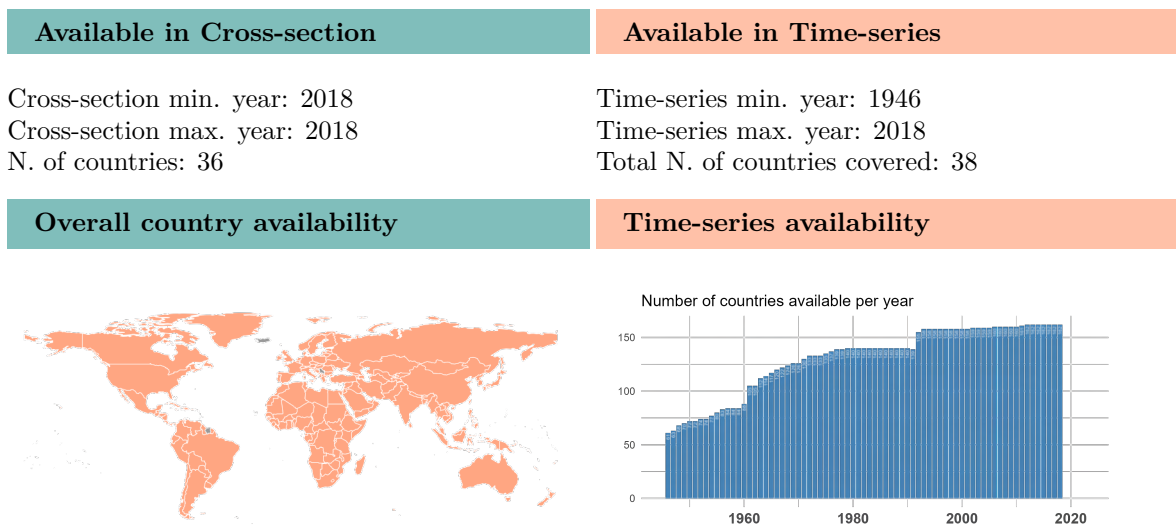 Available in Cross-section
Available in Time-series
Cross-section min. year: 2018
Cross-section max. year: 2018
N. of countries: 36
Time-series min. year: 1946
Time-series max. year: 2018
Total N. of countries covered: 38
Overall country availability
Time-series availability
Number of countries available per year
150
100
50
0
1960 1980 2000 2020